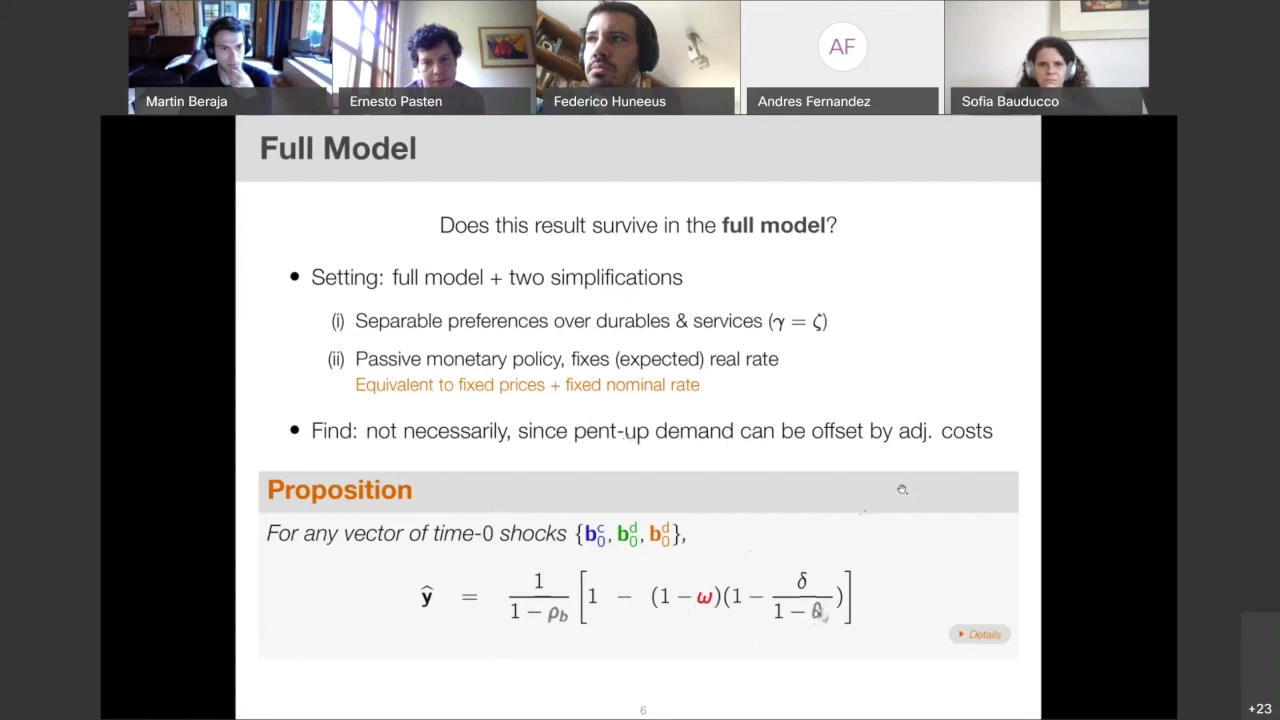 Martin Beraja
Ernesto Pasten
Federico Huneeus
AF
Andres Fernandez
Sofia Bauducco
Full Model
Does this result survive in the full model?
• Setting: full model + two simplifications
(i) Separable preferences over durables & services (γ = ζ)
(ii) Passive monetary policy, fixes (expected) real rate
Equivalent to fixed prices + fixed nominal rate
• Find: not necessarily, since pent-up demand can be offset by adj. costs
Proposition
For any vector of time-0 shocks {b₀ᶜ, b₀ᵈ, b₀ᵈ},
ŷ = 1/(1 − ρ_b) [1 − (1 − ω)(1 − δ/(1 − ))]
Details
6
+23